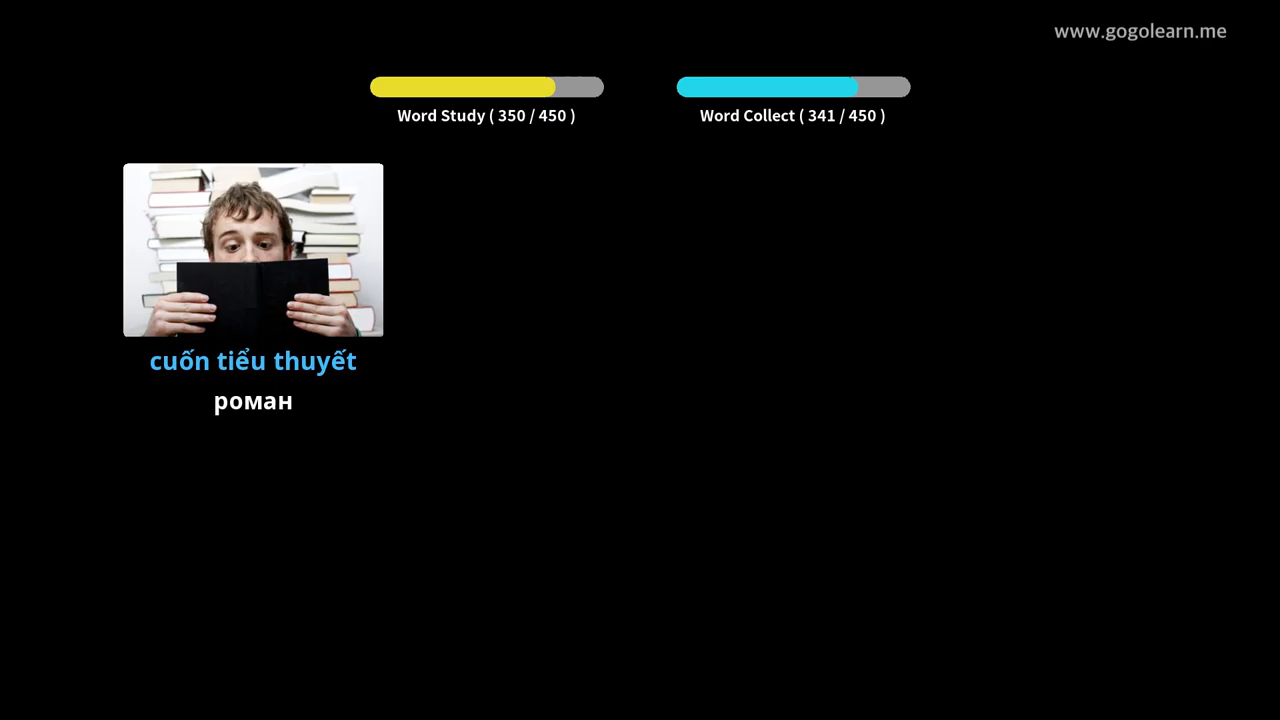 www.gogolearn.me
Word Study ( 350 / 450 )
Word Collect ( 341 / 450 )
cuốn tiểu thuyết
роман